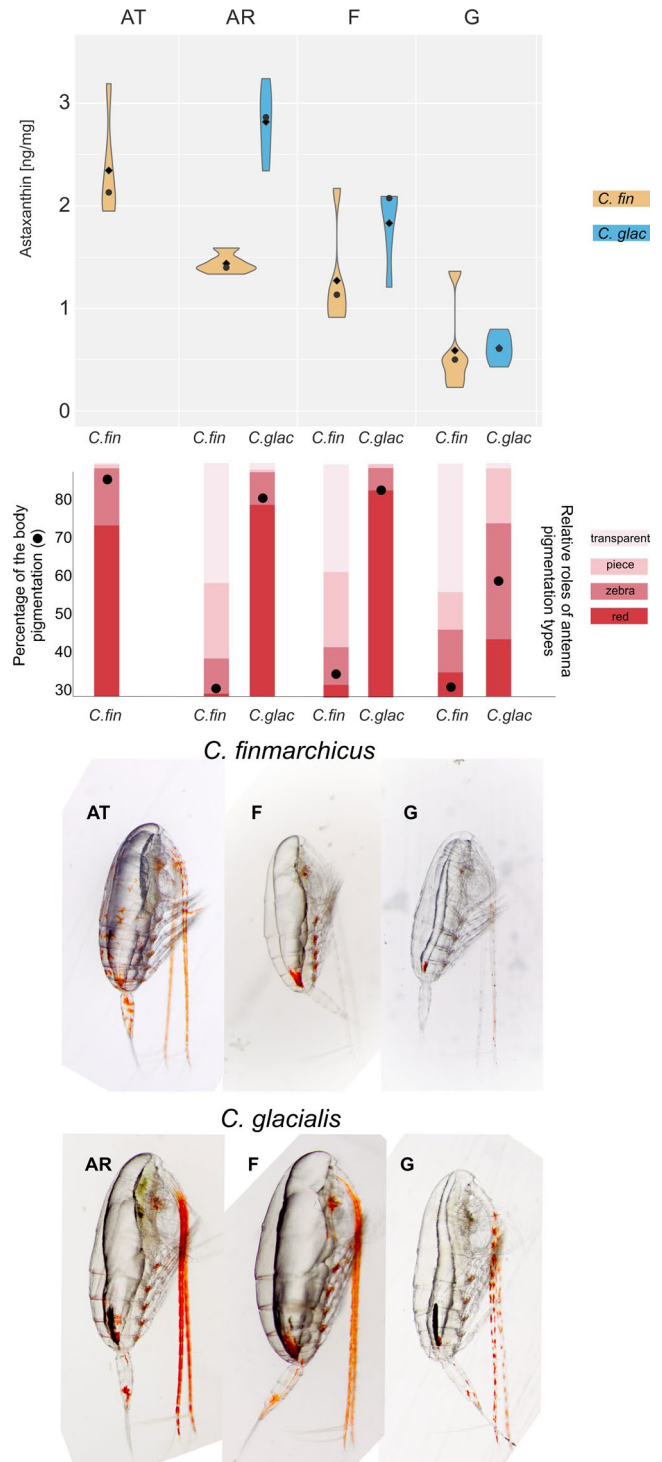 AT AR F G
Astaxanthin [ng/mg]
3
2
1
0
C. fin
C. glac
C.fin C.fin C.glac C.fin C.glac C.fin C.glac
Percentage of the body
pigmentation (●)
80
70
60
50
40
30
Relative roles of antenna
pigmentation types
transparent
piece
zebra
red
C.fin C.fin C.glac C.fin C.glac C.fin C.glac
C. finmarchicus
AT F G
C. glacialis
AR F G